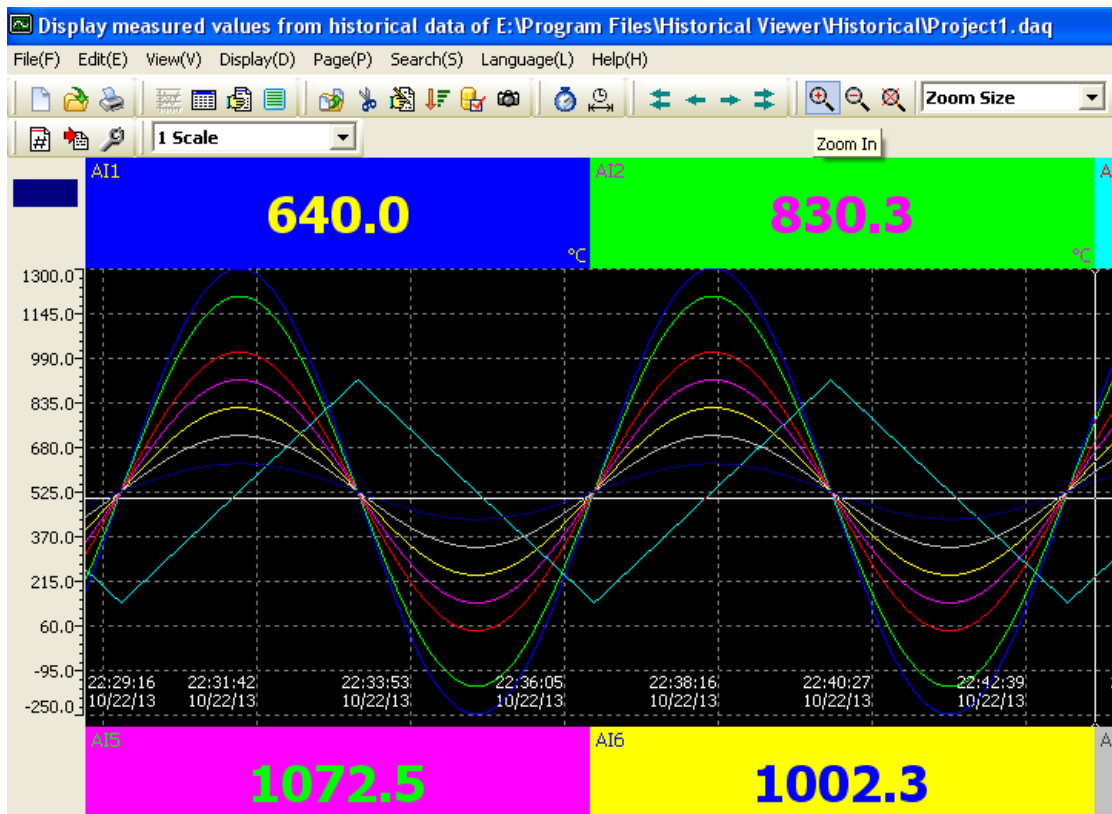 Display measured values from historical data of E:\Program Files\Historical Viewer\Historical\Project1.daq
File(F) Edit(E) View(V) Display(D) Page(P) Search(S) Language(L) Help(H)
Zoom Size
1 Scale
Zoom In
AI1
AI2
A
640.0
830.3
°C
°C
1300.0
1145.0
990.0
835.0
680.0
525.0
370.0
215.0
60.0
-95.0
-250.0
22:29:16 22:31:42 22:33:53 22:36:05 22:38:16 22:40:27 22:42:39
10/22/13 10/22/13 10/22/13 10/22/13 10/22/13 10/22/13 10/22/13
AI5
AI6
A
1072.5
1002.3